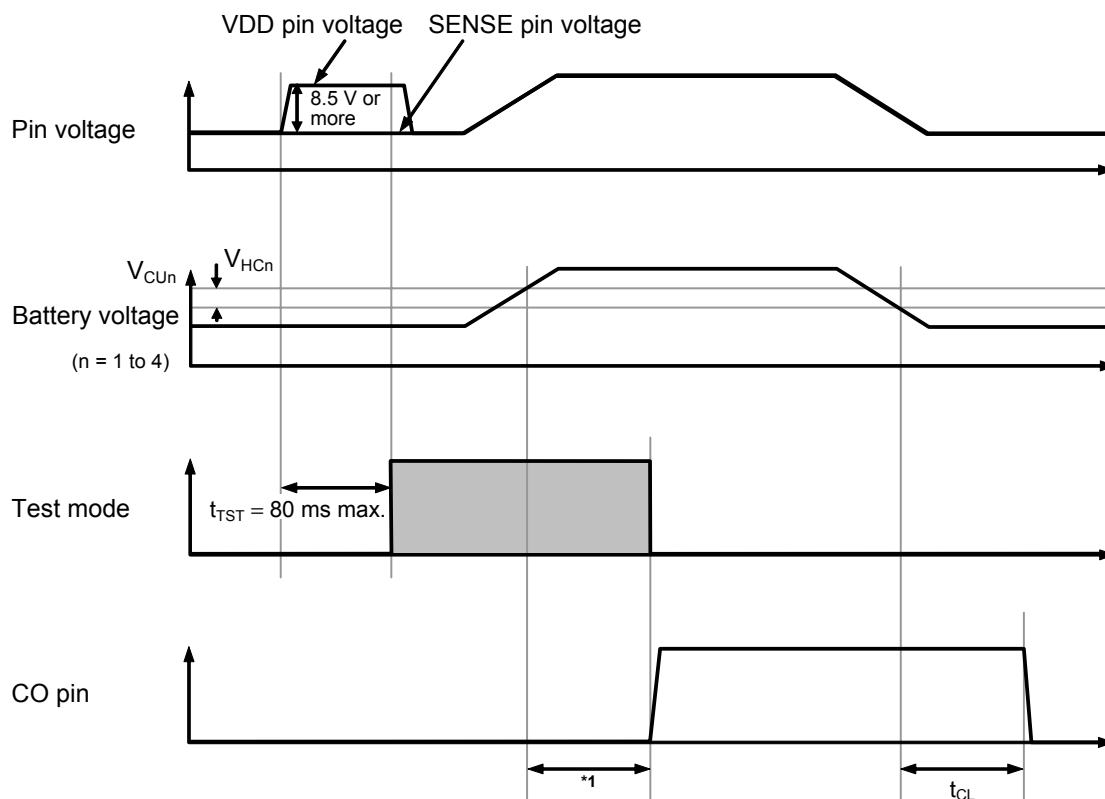 VDD pin voltage
SENSE pin voltage
8.5 V or
more
Pin voltage
VCUn
VHCn
Battery voltage
(n = 1 to 4)
Test mode
tTST = 80 ms max.
CO pin
*1
tCL